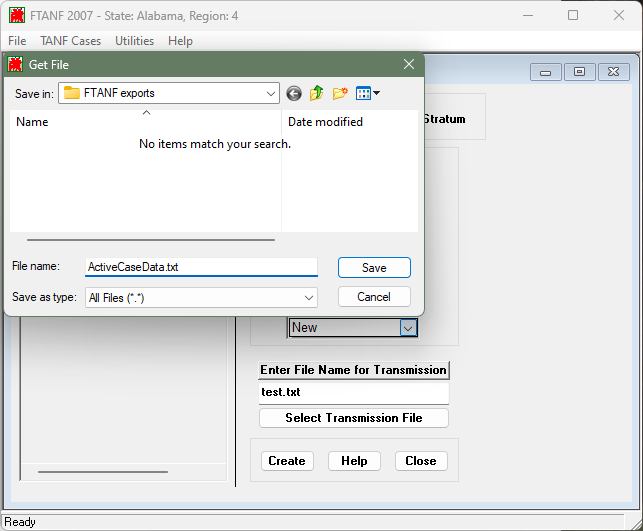 FTANF 2007 - State: Alabama, Region: 4
File TANF Cases Utilities Help
Get File
Save in: FTANF exports
Name Date modified
No items match your search.
File name: ActiveCaseData.txt
Save
Save as type: All Files (*.*)
Cancel
Stratum
New
Enter File Name for Transmission
test.txt
Select Transmission File
Create Help Close
Ready